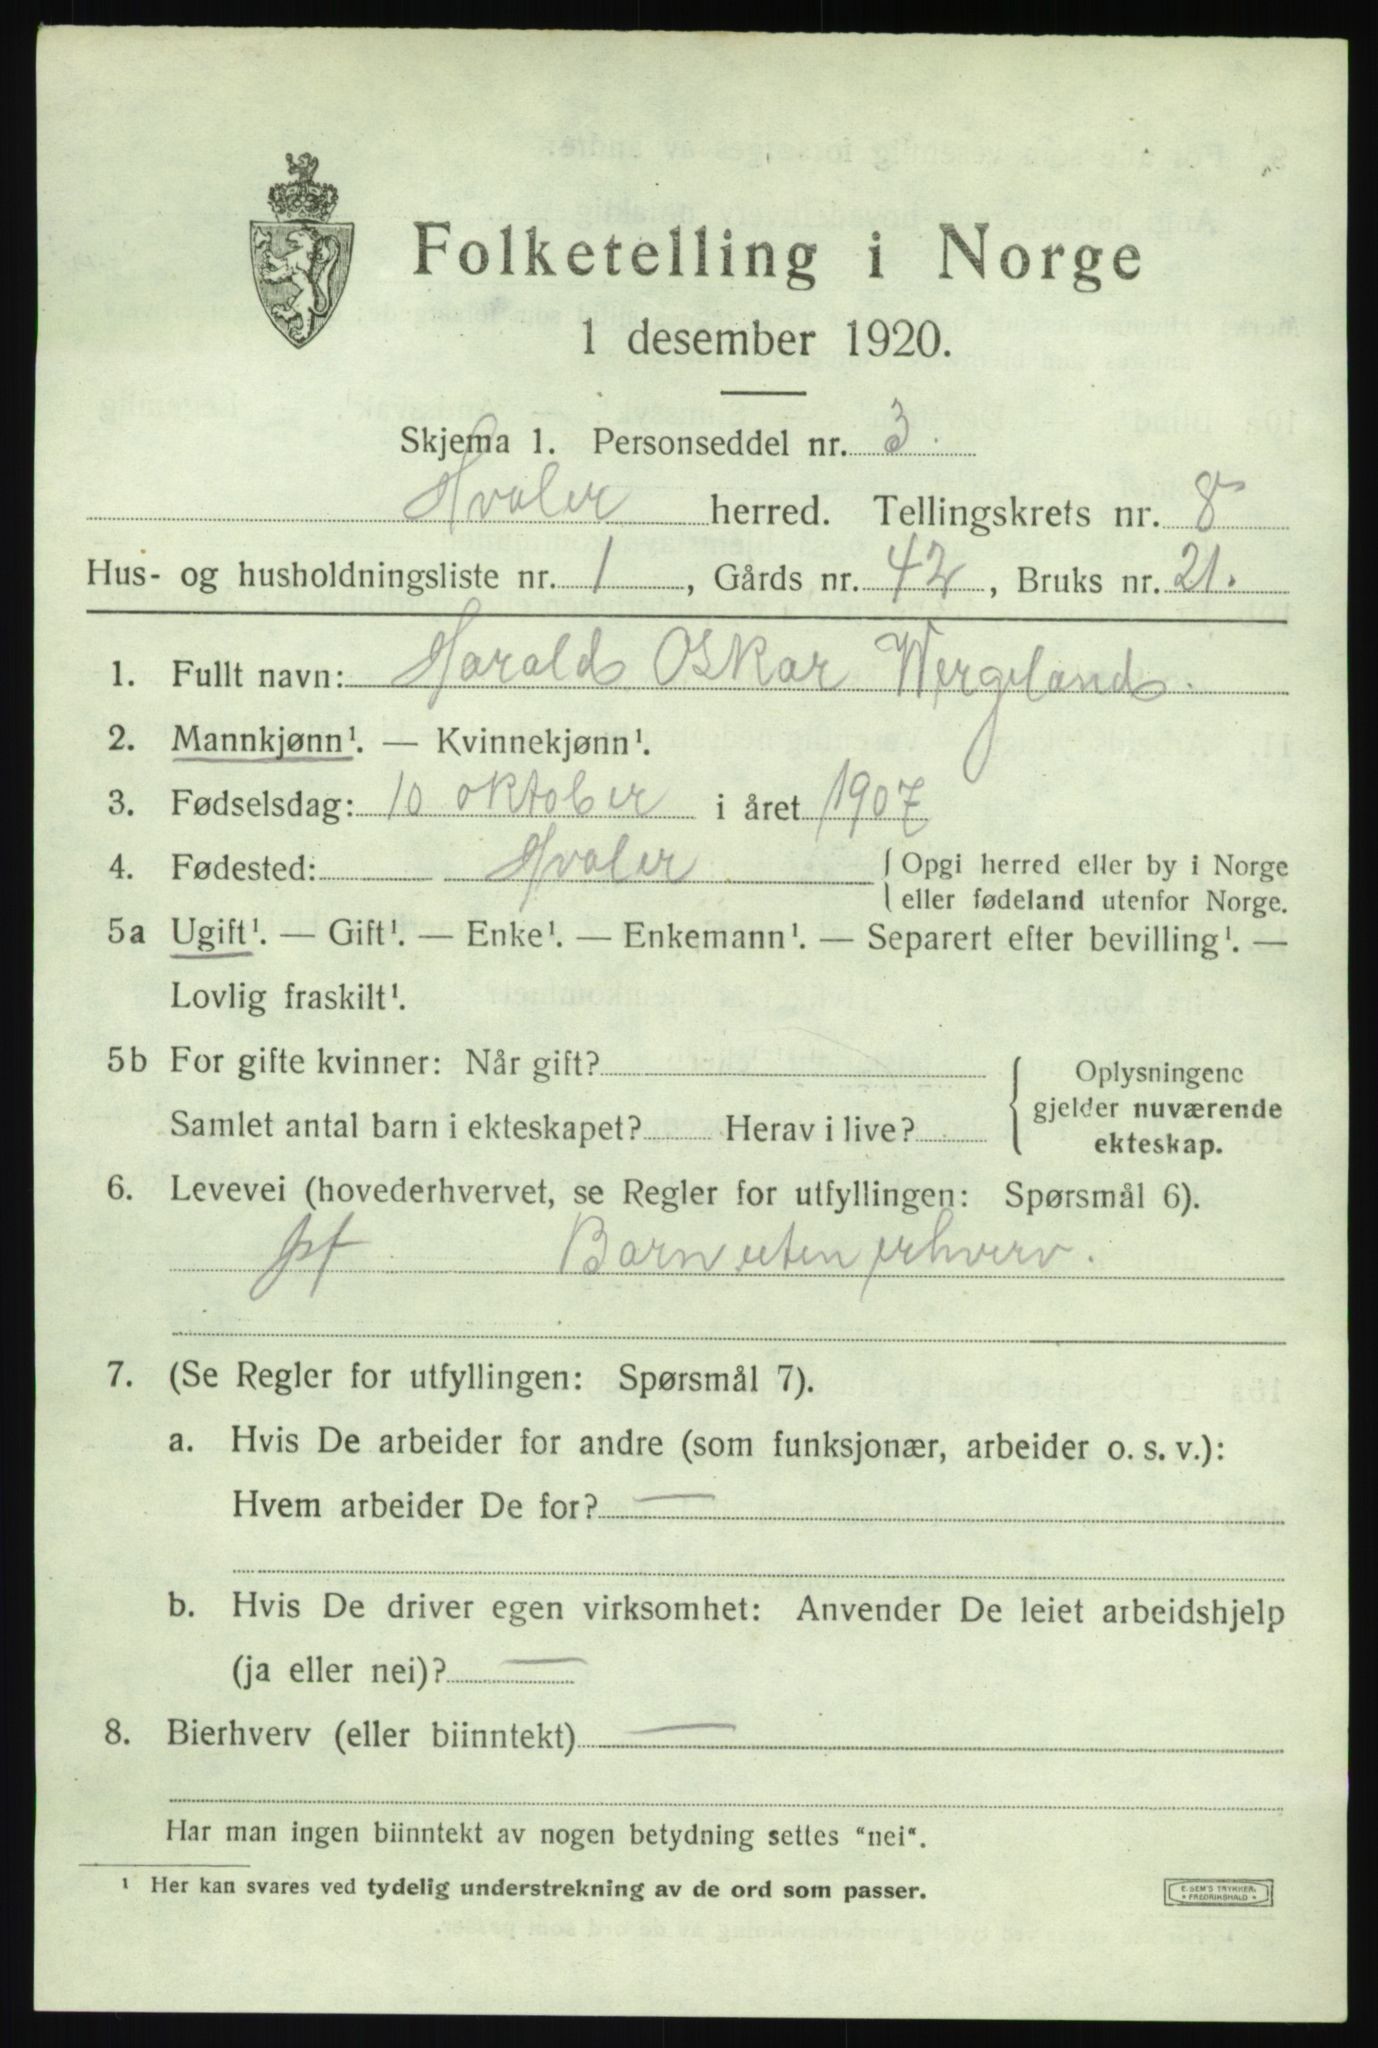 Folketelling i Norge
1 desember 1920.
Skjema 1. Personseddel nr. 3.
Hvaler herred. Tellingskrets nr. 8
Hus- og husholdningsliste nr. 1, Gårds nr. 42, Bruks nr. 21.
1. Fullt navn: Harald Oskar Wergeland.
2. Mannkjønn¹. — Kvinnekjønn¹.
3. Fødselsdag: 10 oktober i året 1907
4. Fødested: Hvaler { Opgi herred eller by i Norge
eller fødeland utenfor Norge.
5a Ugift¹. — Gift¹. — Enke¹. — Enkemann¹. — Separert efter bevilling¹. —
Lovlig fraskilt¹.
5b For gifte kvinner: Når gift?
Samlet antal barn i ekteskapet? Herav i live?
{ Oplysningene
gjelder nuværende
ekteskap.
6. Levevei (hovederhvervet, se Regler for utfyllingen: Spørsmål 6).
Barn uten erhverv.
7. (Se Regler for utfyllingen: Spørsmål 7).
a. Hvis De arbeider for andre (som funksjonær, arbeider o. s. v.):
Hvem arbeider De for? —
b. Hvis De driver egen virksomhet: Anvender De leiet arbeidshjelp
(ja eller nei)? —
8. Bierhverv (eller biinntekt) —
Har man ingen biinntekt av nogen betydning settes "nei".
¹ Her kan svares ved tydelig understrekning av de ord som passer.
E. SEM'S TRYKKERI
* FREDRIKSHALD *